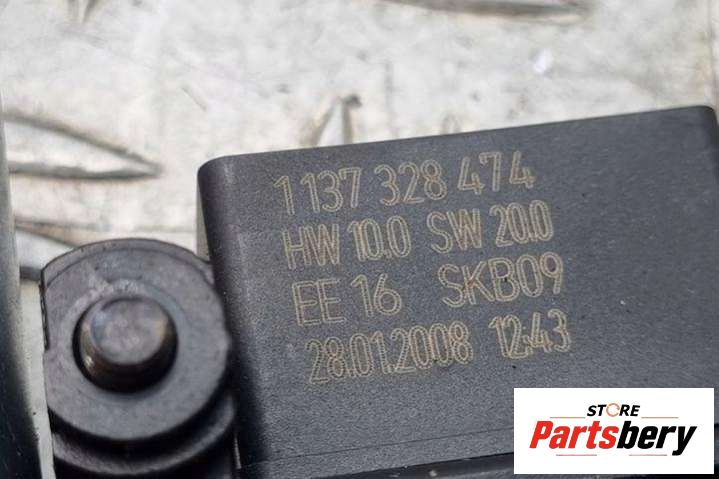 1 137 328 474
HW 10.0 SW 20.0
EE 16 SKB09
28.01.2008 12:43
STORE
Partsbery